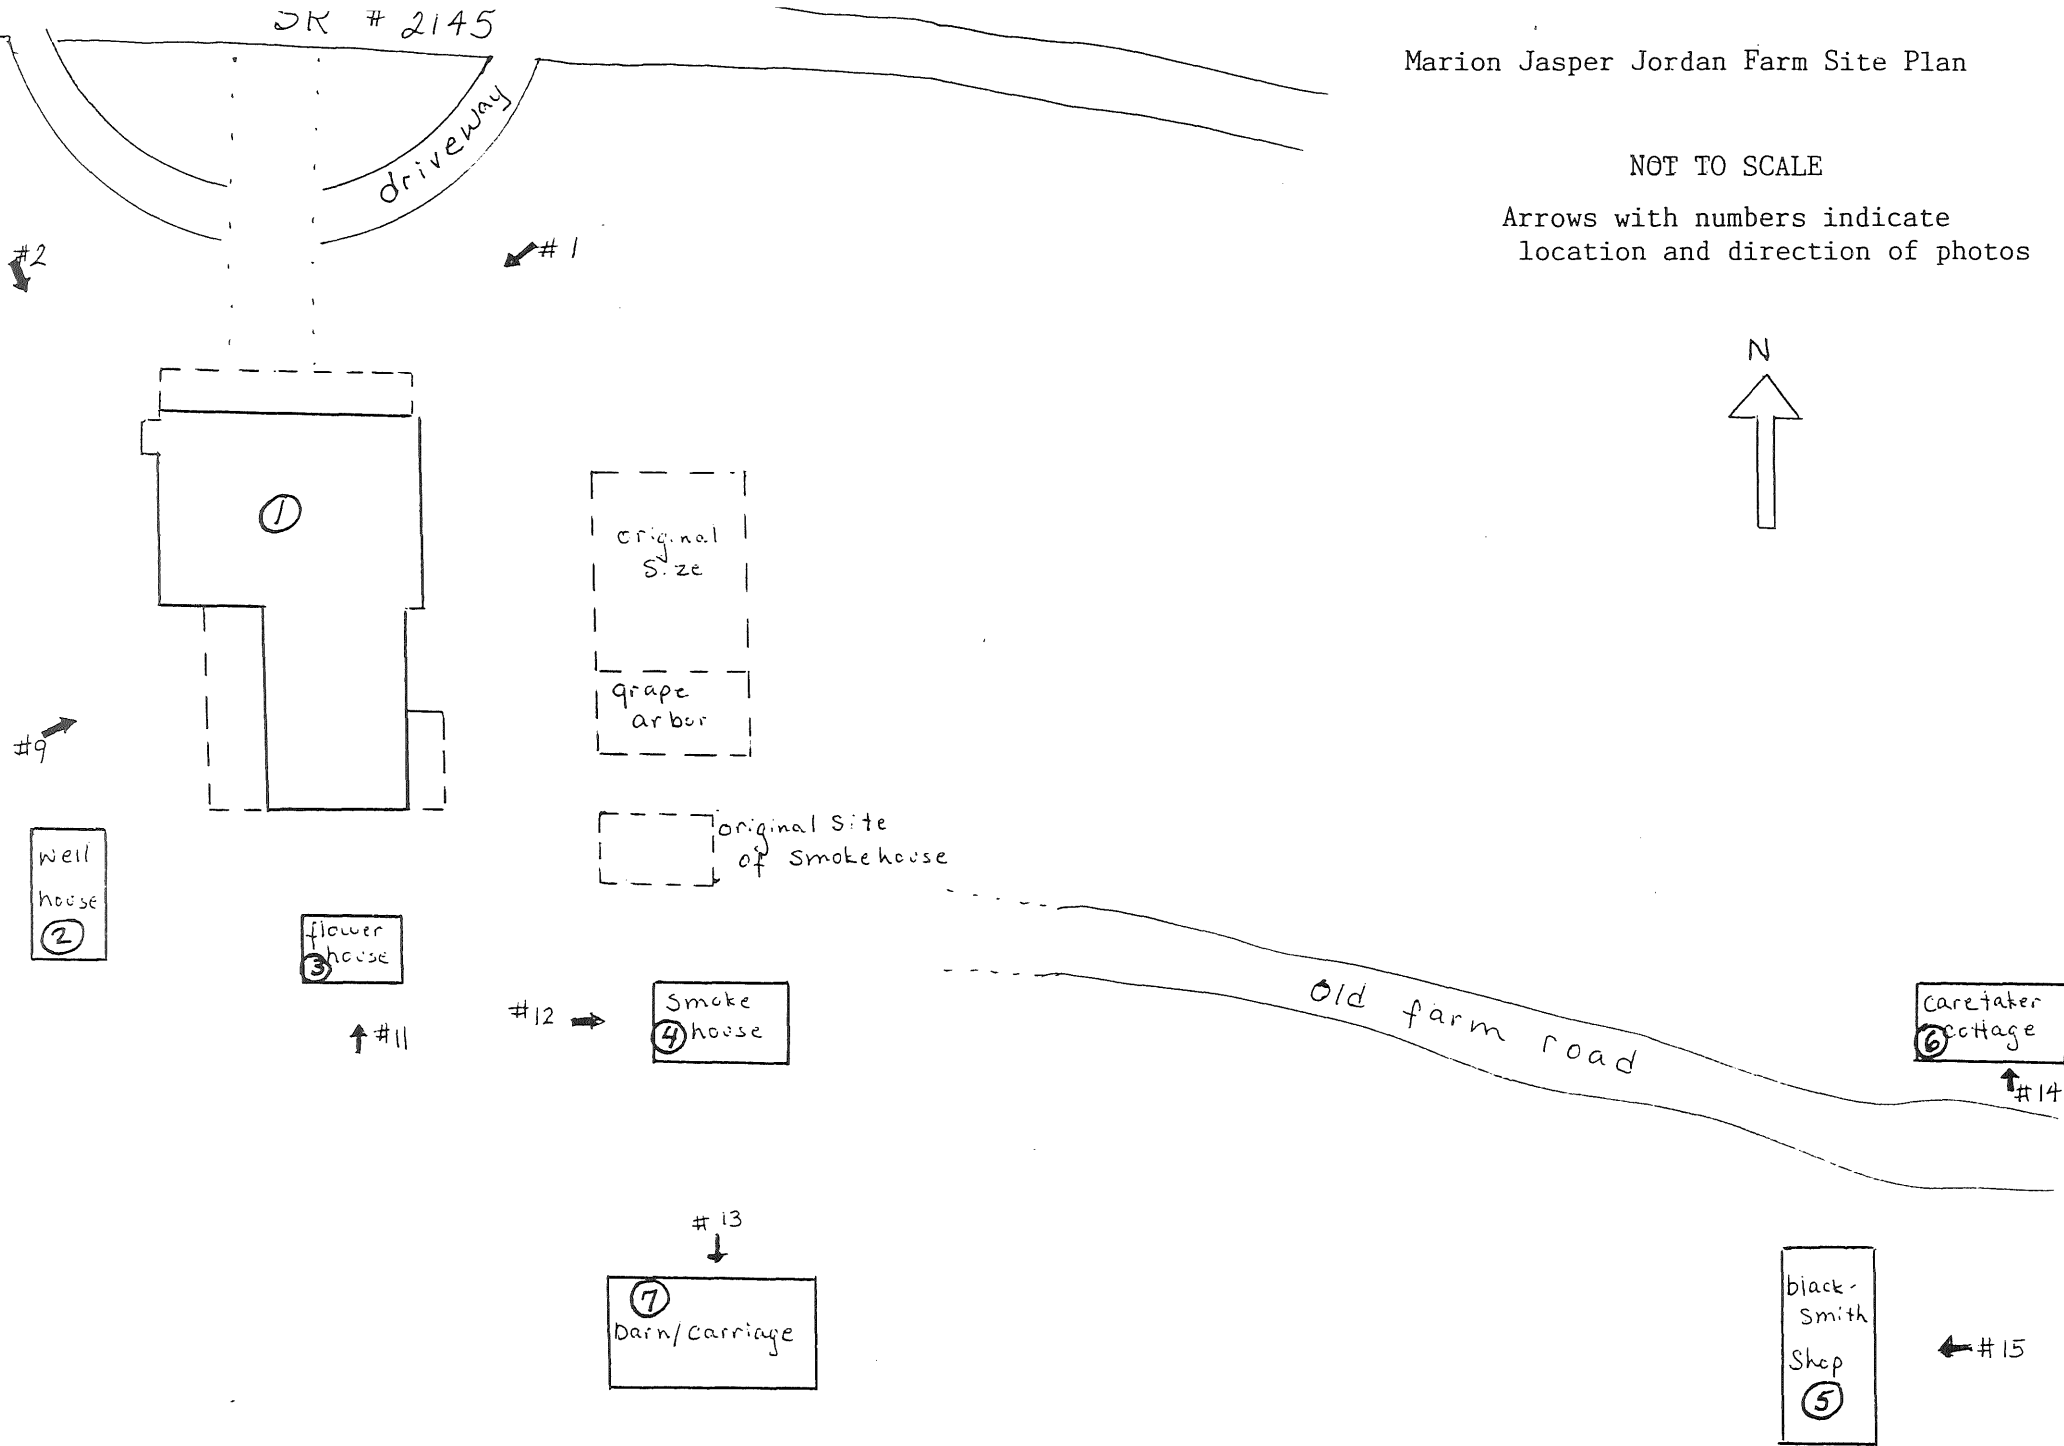 SR # 2145
Marion Jasper Jordan Farm Site Plan
NOT TO SCALE
Arrows with numbers indicate
location and direction of photos
driveway
#2
#1
N
1
original
Size
grape
arbor
#9
original Site
of Smokehouse
well
house
2
flower
house
3
#11
#12
Smoke
house
4
Old farm road
caretaker
cottage
6
#14
#13
7
barn/carriage
black-
Smith
Shop
5
#15